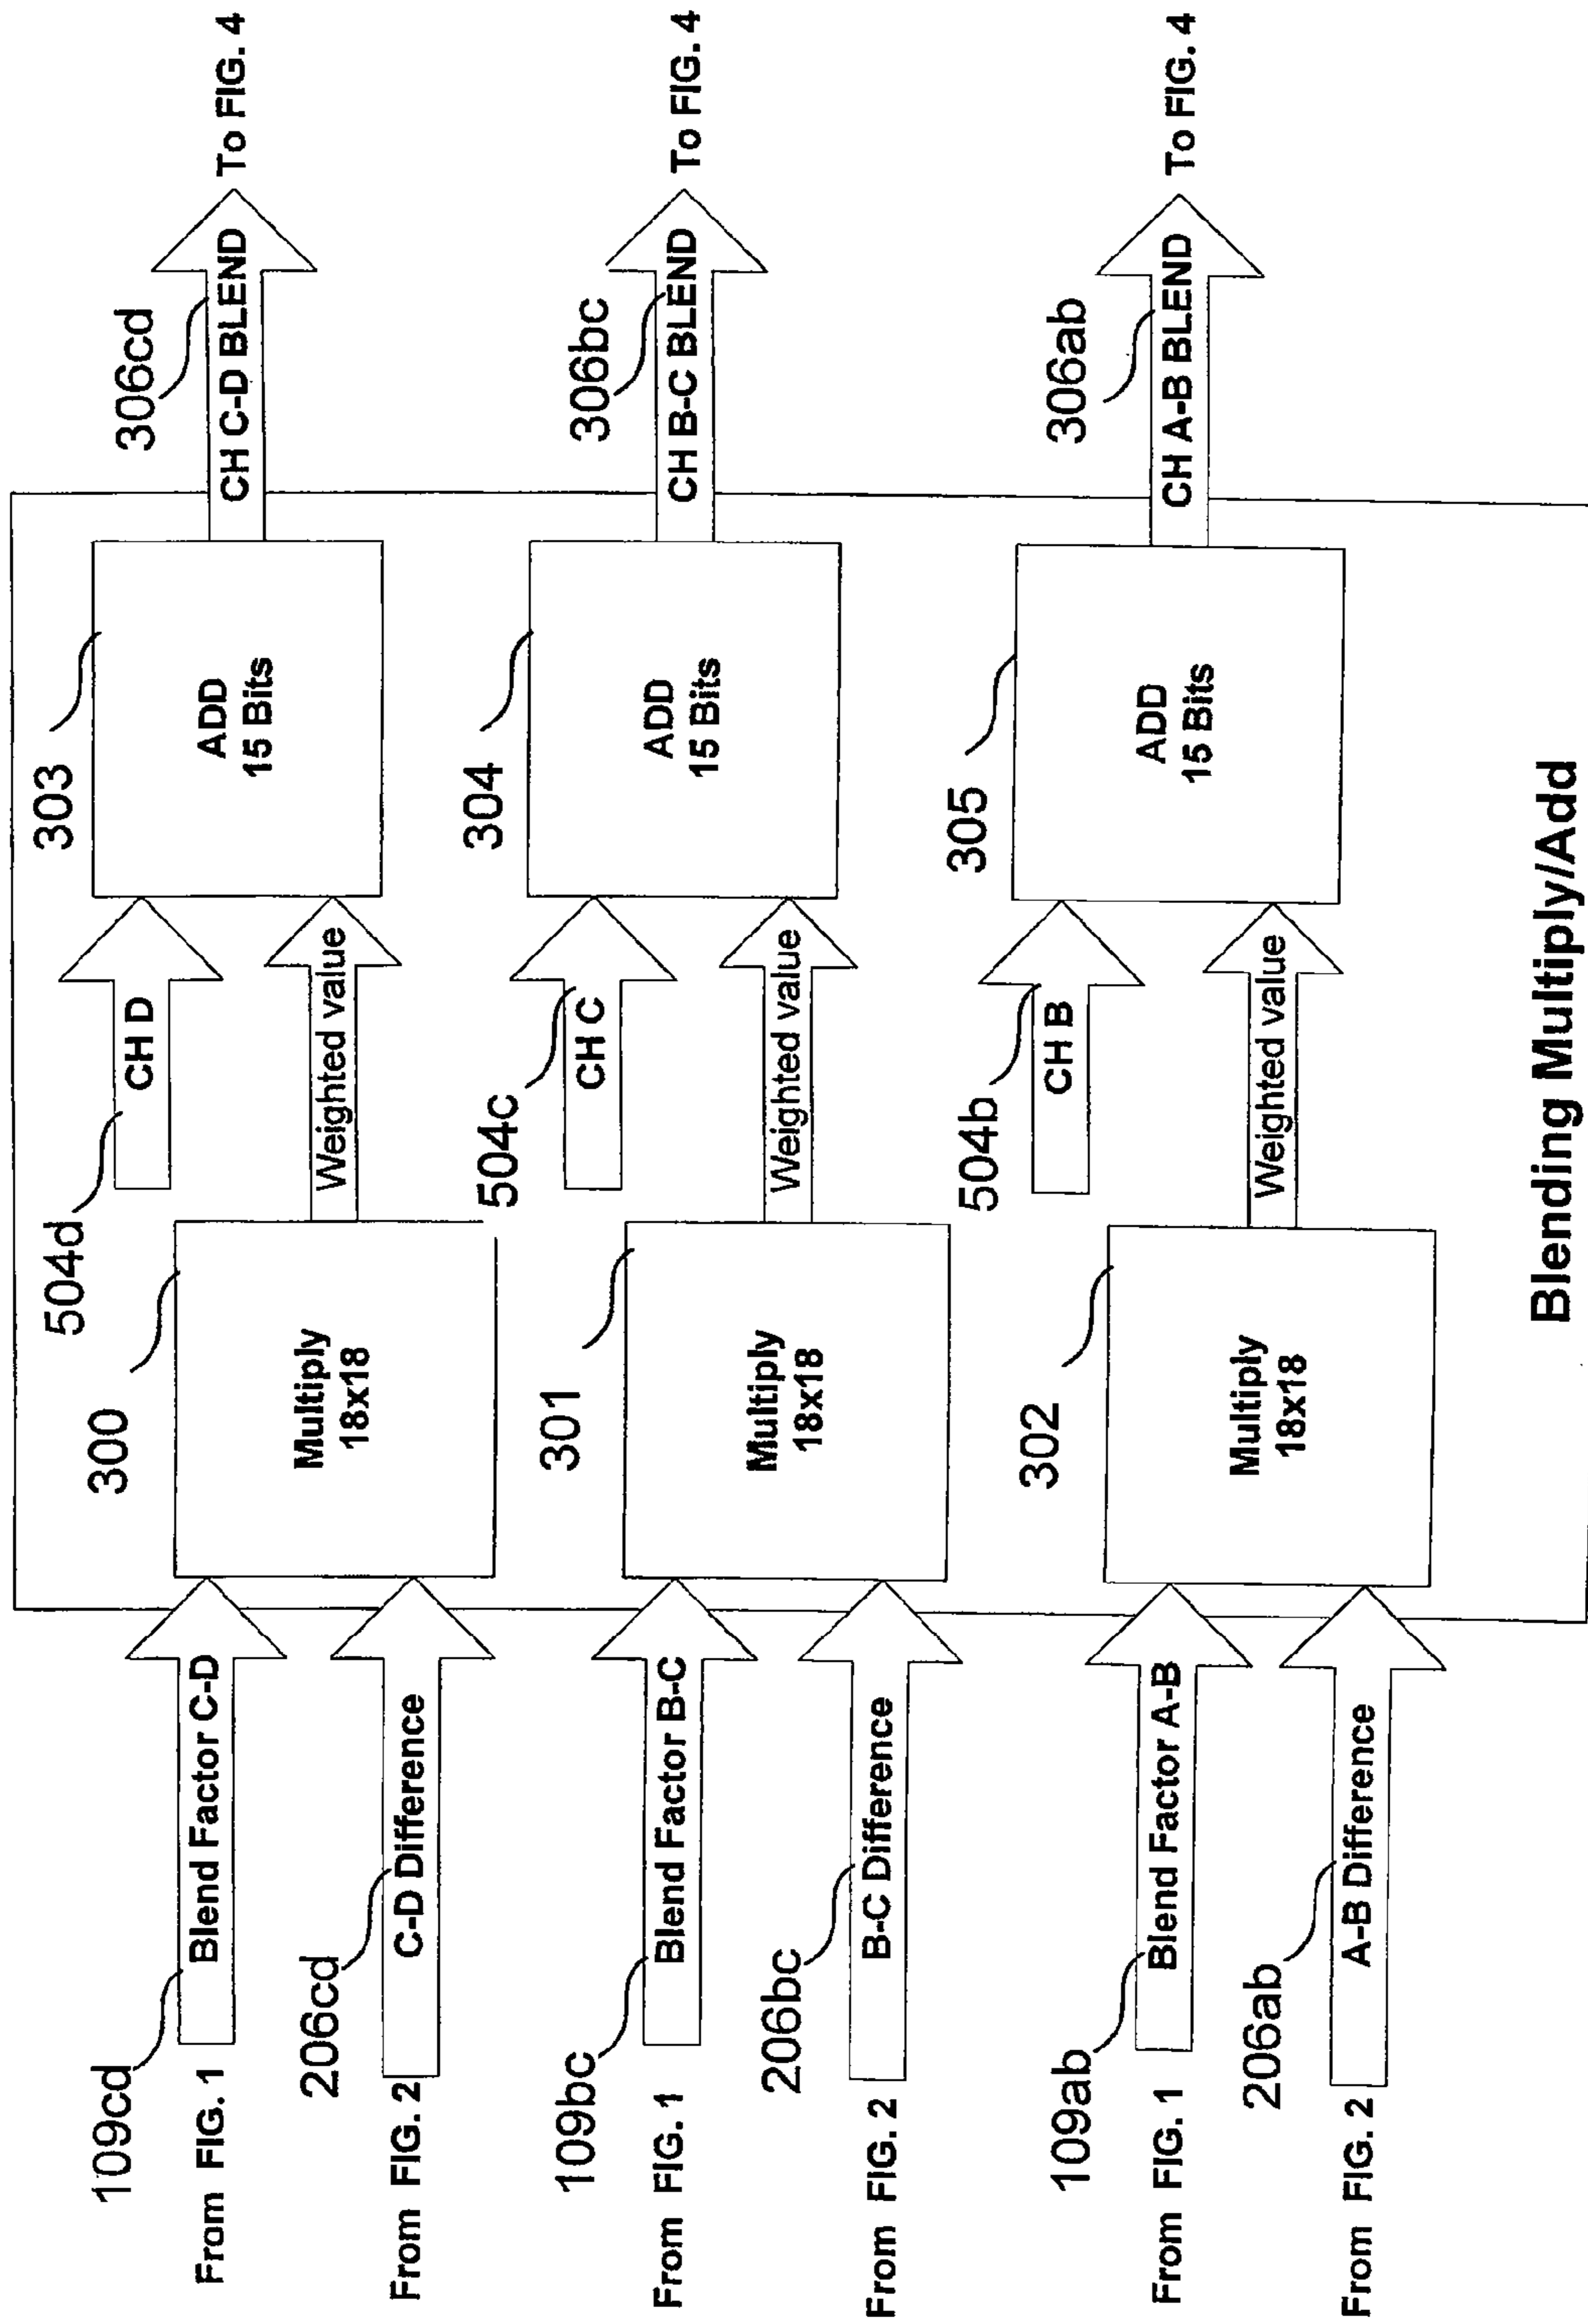 109cd
From FIG. 1
Blend Factor C-D
206cd
From FIG. 2
C-D Difference
300
Multiply
18x18
504d
CH D
Weighted value
303
ADD
15 Bits
306cd
CH C-D BLEND
To FIG. 4
109bc
From FIG. 1
Blend Factor B-C
206bc
From FIG. 2
B-C Difference
301
Multiply
18x18
504c
CH C
Weighted value
304
ADD
15 Bits
306bc
CH B-C BLEND
To FIG. 4
109ab
From FIG. 1
Blend Factor A-B
206ab
From FIG. 2
A-B Difference
302
Multiply
18x18
504b
CH B
Weighted value
305
ADD
15 Bits
306ab
CH A-B BLEND
To FIG. 4
Blending Multiply/Add